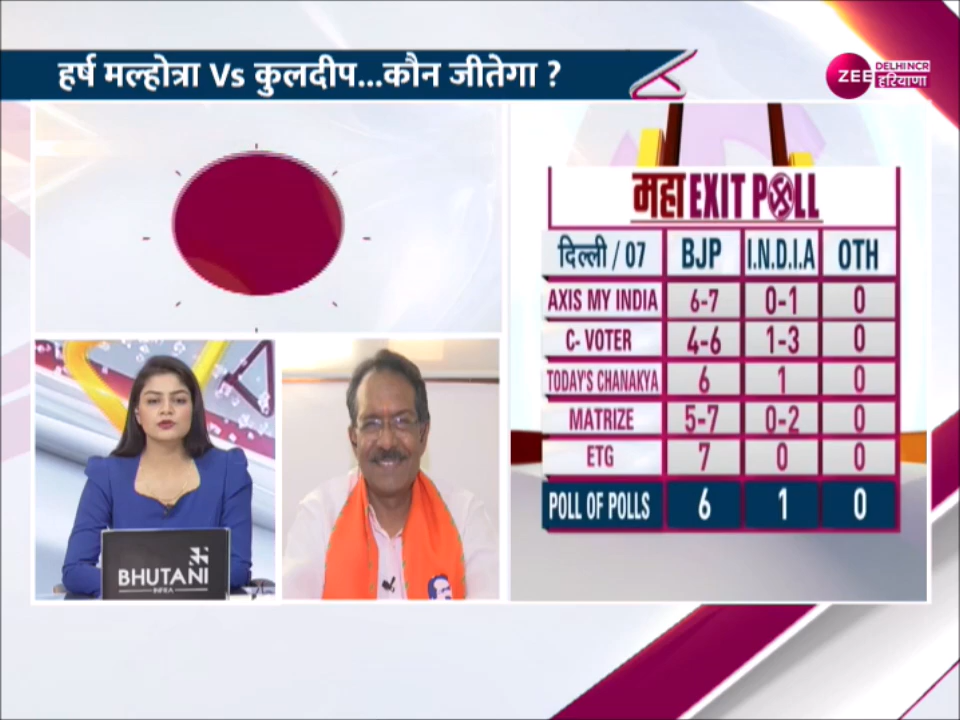 हर्ष मल्होत्रा Vs कुलदीप...कौन जीतेगा ?
ZEE DELHI NCR हरियाणा
महा EXIT POLL
दिल्ली / 07 BJP I.N.D.I.A OTH
AXIS MY INDIA 6-7 0-1 0
C- VOTER 4-6 1-3 0
TODAY'S CHANAKYA 6 1 0
MATRIZE 5-7 0-2 0
ETG 7 0 0
POLL OF POLLS 6 1 0
BHUTANI
INFRA